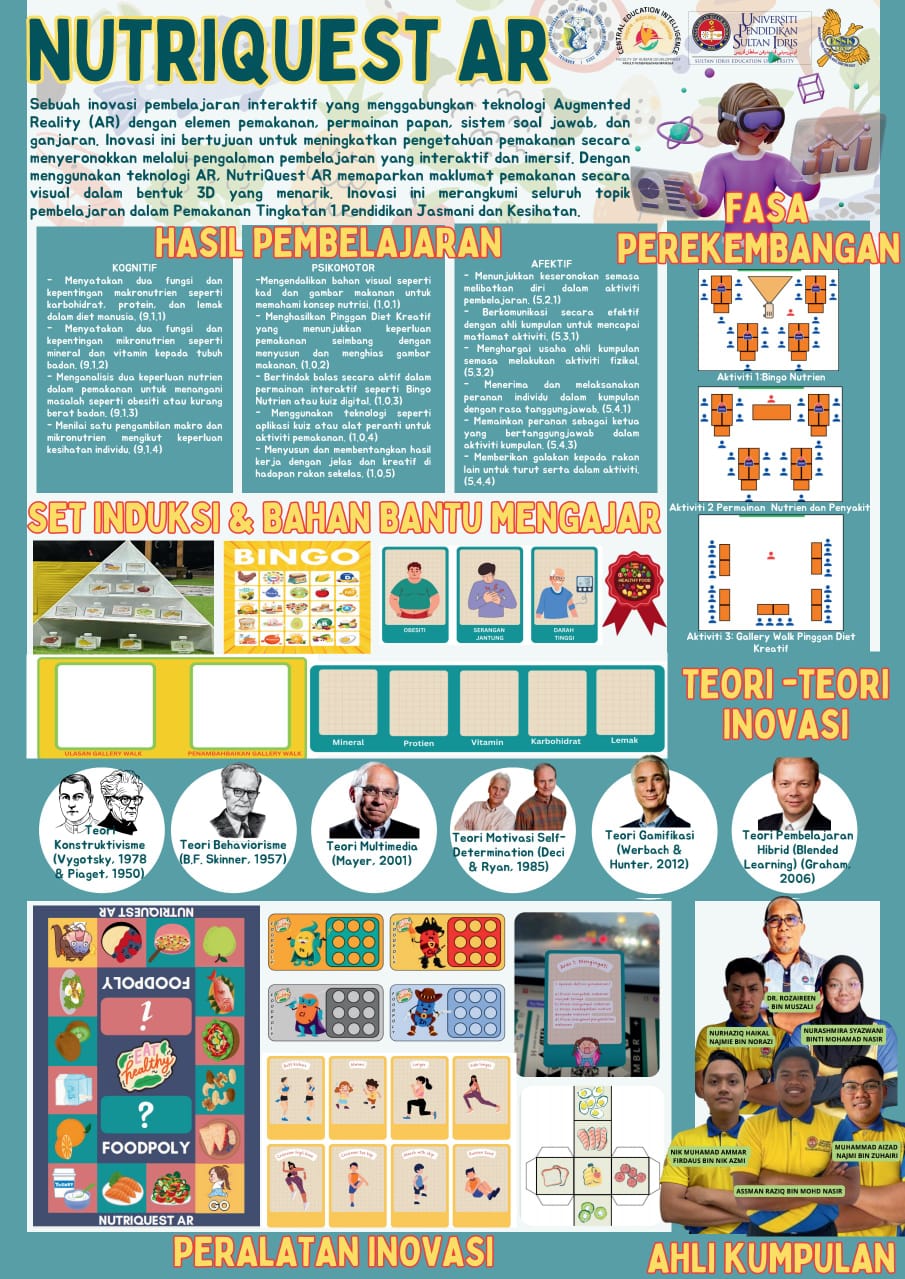 NUTRIQUEST AR
CENTRAL EDUCATION INTELLIGENCE
FACULTY OF HUMAN DEVELOPMENT
UNIVERSITI
PENDIDIKAN
SULTAN IDRIS
SULTAN IDRIS EDUCATION UNIVERSITY
Sebuah inovasi pembelajaran interaktif yang menggabungkan teknologi Augmented
Reality (AR) dengan elemen pemakanan, permainan papan, sistem soal jawab, dan
ganjaran. Inovasi ini bertujuan untuk meningkatkan pengetahuan pemakanan secara
menyeronokkan melalui pengalaman pembelajaran yang interaktif dan imersif. Dengan
menggunakan teknologi AR, NutriQuest AR memaparkan maklumat pemakanan secara
visual dalam bentuk 3D yang menarik. Inovasi ini merangkumi seluruh topik
pembelajaran dalam Pemakanan Tingkatan 1 Pendidikan Jasmani dan Kesihatan.
HASIL PEMBELAJARAN
KOGNITIF
- Menyatakan dua fungsi dan
kepentingan makronutrien seperti
karbohidrat, protein, dan lemak
dalam diet manusia. (9,1,1)
- Menyatakan dua fungsi dan
kepentingan mikronutrien seperti
mineral dan vitamin kepada tubuh
badan. (9,1,2)
- Menganalisis dua keperluan nutrien
dalam pemakanan untuk menangani
masalah seperti obesiti atau kurang
berat badan. (9,1,3)
- Menilai satu pengambilan makro dan
mikronutrien mengikut keperluan
kesihatan individu. (9,1,4)
PSIKOMOTOR
-Mengendalikan bahan visual seperti
kad dan gambar makanan untuk
memahami konsep nutrisi. (1,0,1)
- Menghasilkan Pinggan Diet Kreatif
yang menunjukkan keperluan
pemakanan seimbang dengan
menyusun dan menghias gambar
makanan. (1,0,2)
- Bertindak balas secara aktif dalam
permainan interaktif seperti Bingo
Nutrien atau kuiz digital. (1,0,3)
- Menggunakan teknologi seperti
aplikasi kuiz atau alat peranti untuk
aktiviti pemakanan. (1,0,4)
- Menyusun dan membentangkan hasil
kerja dengan jelas dan kreatif di
hadapan rakan sekelas. (1,0,5)
AFEKTIF
- Menunjukkan keseronokan semasa
melibatkan diri dalam aktiviti
pembelajaran. (5,2,1)
- Berkomunikasi secara efektif
dengan ahli kumpulan untuk mencapai
matlamat aktiviti. (5,3,1)
- Menghargai usaha ahli kumpulan
semasa melakukan aktiviti fizikal.
(5,3,2)
- Menerima dan melaksanakan
peranan individu dalam kumpulan
dengan rasa tanggungjawab. (5,4,1)
- Memainkan peranan sebagai ketua
yang bertanggungjawab dalam
aktiviti kumpulan. (5,4,3)
- Memberikan galakan kepada rakan
lain untuk turut serta dalam aktiviti.
(5,4,4)
FASA
PEREKEMBANGAN
Aktiviti 1:Bingo Nutrien
Aktiviti 2 Permainan Nutrien dan Penyakit
Aktiviti 3: Gallery Walk Pinggan Diet
Kreatif
SET INDUKSI & BAHAN BANTU MENGAJAR
BINGO
OBESITI
SERANGAN
JANTUNG
DARAH
TINGGI
HEALTHY FOOD
ULASAN GALLERY WALK
PENAMBAHBAIKAN GALLERY WALK
Mineral
Protien
Vitamin
Karbohidrat
Lemak
TEORI -TEORI
INOVASI
Teori
Konstruktivisme
(Vygotsky, 1978
& Piaget, 1950)
Teori Behaviorisme
(B.F. Skinner, 1957)
Teori Multimedia
(Mayer, 2001)
Teori Motivasi Self-
Determination (Deci
& Ryan, 1985)
Teori Gamifikasi
(Werbach &
Hunter, 2012)
Teori Pembelajaran
Hibrid (Blended
Learning) (Graham,
2006)
NUTRIQUEST AR
FOODPOLY
i
EAT
healthy
?
FOODPOLY
YOGURT
GO
NUTRIQUEST AR
FOODPOLY
FOODPOLY
FOODPOLY
FOODPOLY
Aras 1: Mengingati
Lunges
DR. ROZAIREEN
BIN MUSZALI
NURHAZIQ HAIKAL
NAJMIE BIN NORAZI
NURASHMIRA SYAZWANI
BINTI MOHAMAD NASIR
NIK MUHAMAD AMMAR
FIRDAUS BIN NIK AZMI
MUHAMMAD AIZAD
NAJMI BIN ZUHAIRI
ASSMAN RAZIQ BIN MOHD NASIR
PERALATAN INOVASI
AHLI KUMPULAN